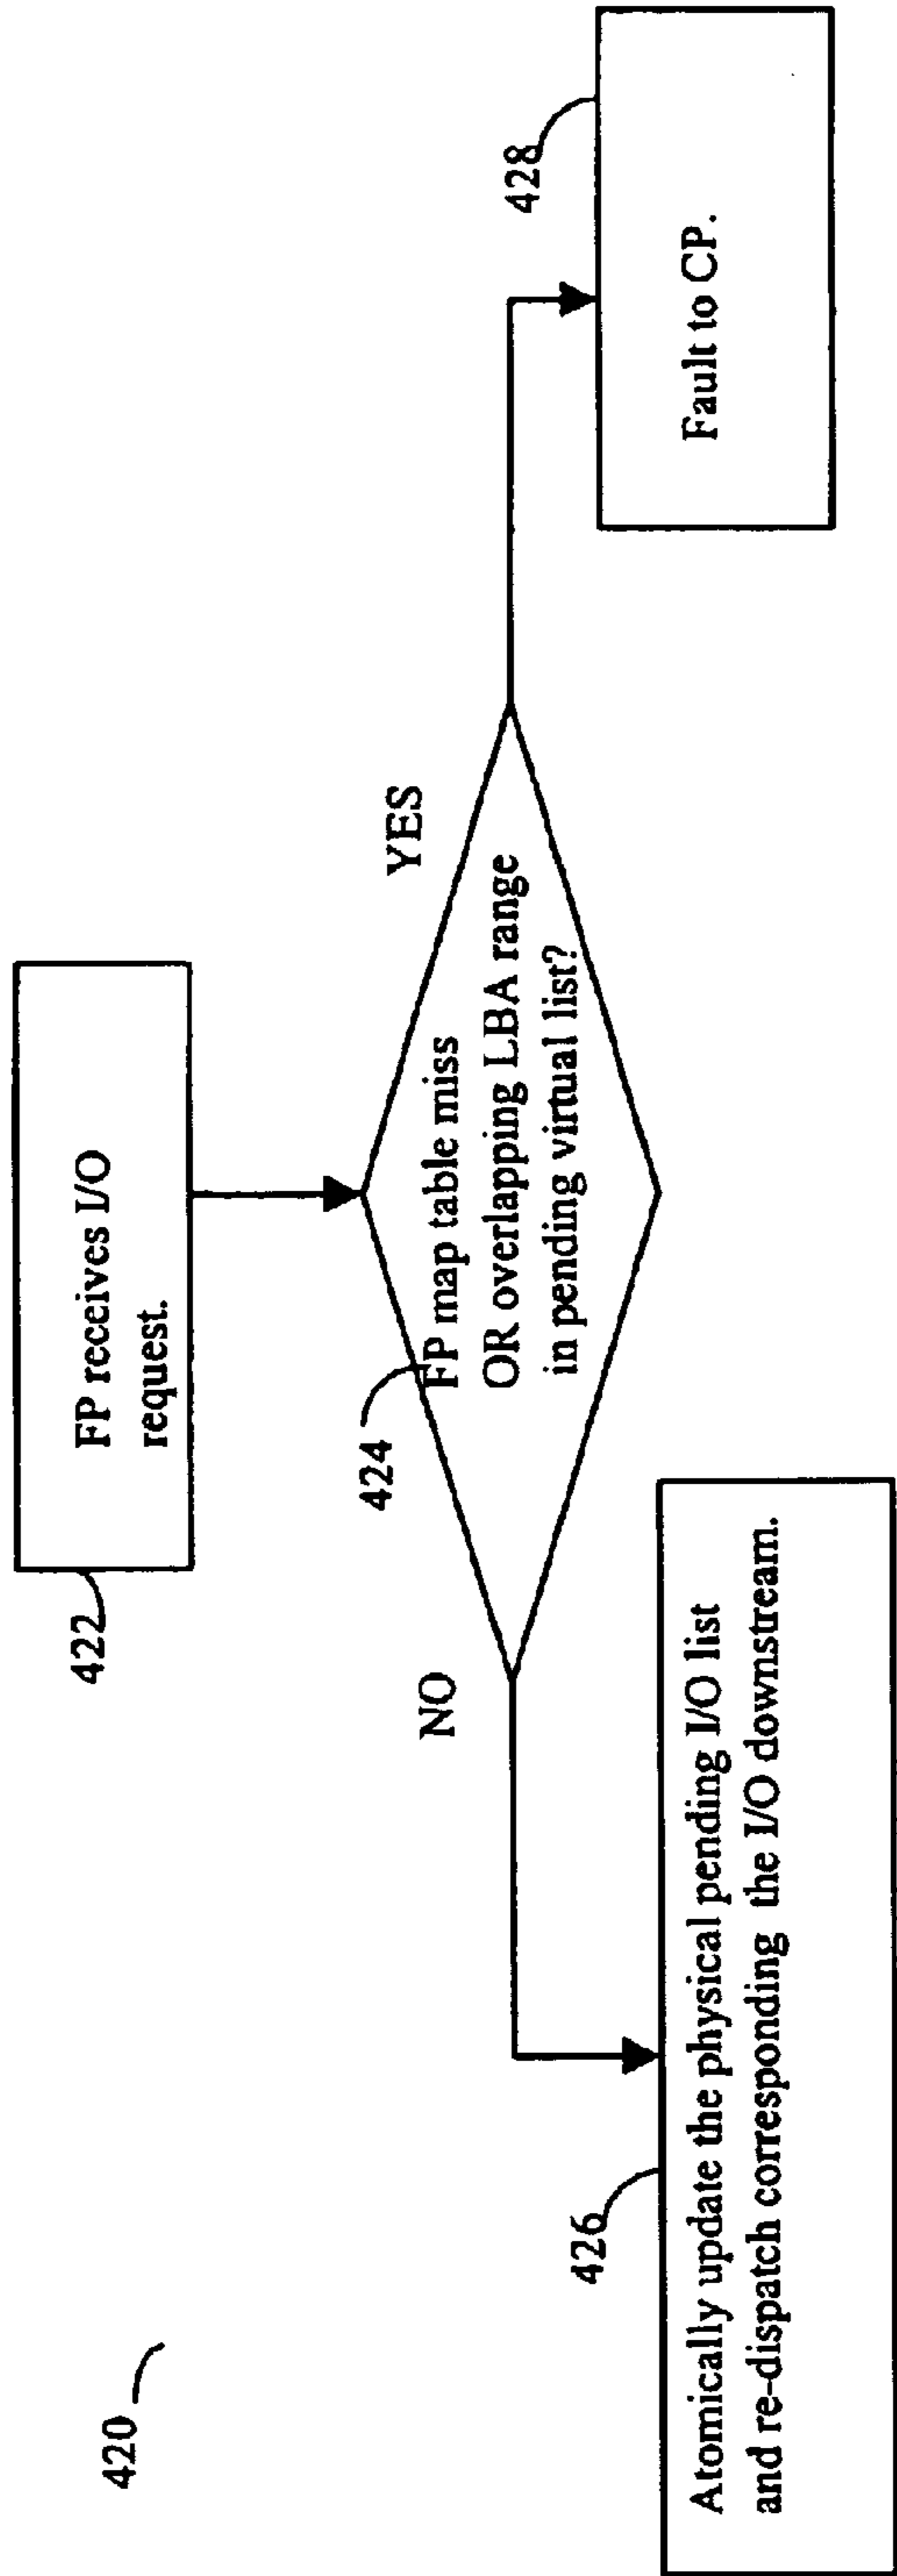 420
422
FP receives I/O
request.
424
FP map table miss
OR overlapping LBA range
in pending virtual list?
NO
YES
426
Atomically update the physical pending I/O list
and re-dispatch corresponding the I/O downstream.
428
Fault to CP.